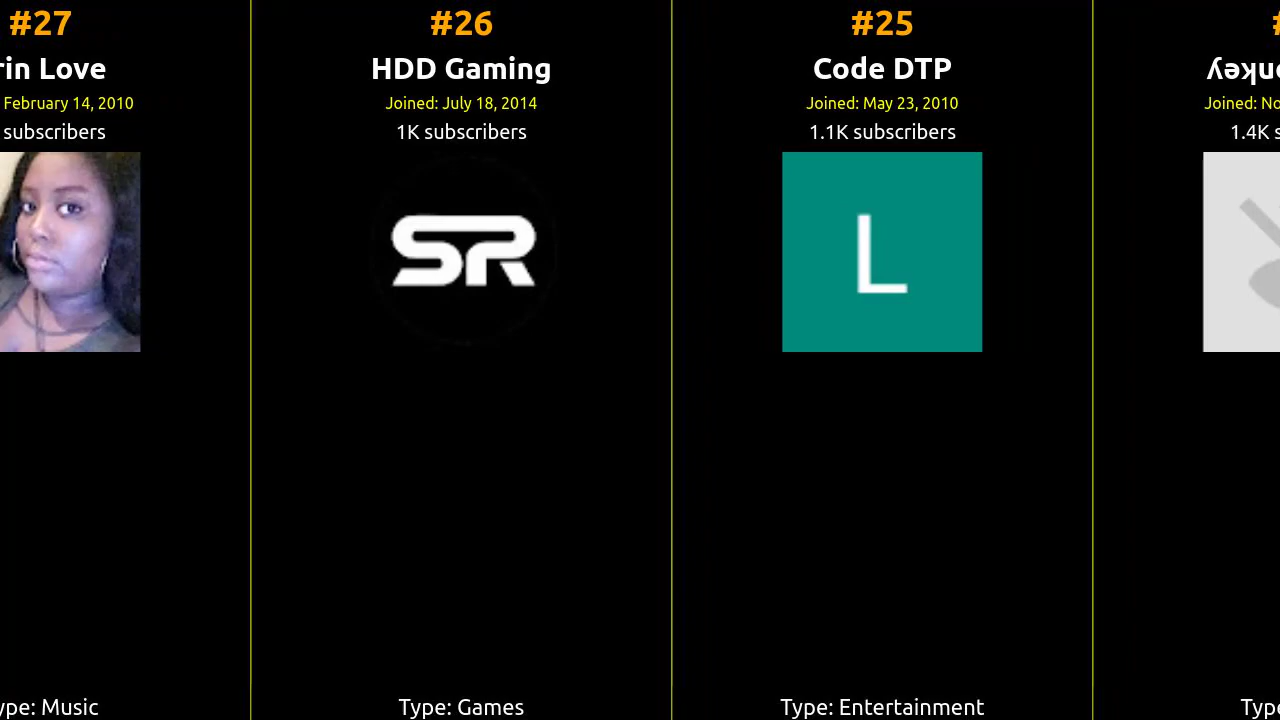 #27
rin Love
February 14, 2010
subscribers
ype: Music
#26
HDD Gaming
Joined: July 18, 2014
1K subscribers
SR
Type: Games
#25
Code DTP
Joined: May 23, 2010
1.1K subscribers
L
Type: Entertainment
#
Joined: No
1.4K s
Type